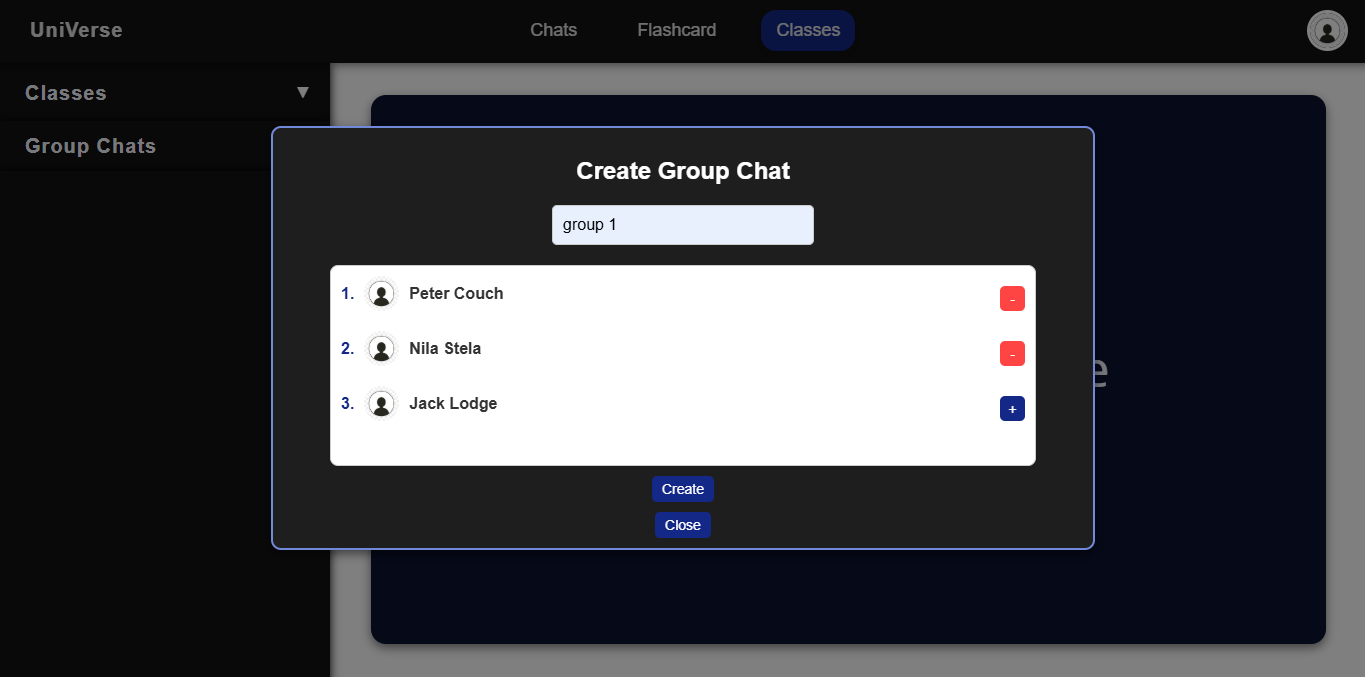 UniVerse
Chats
Flashcard
Classes
Classes ▼
Group Chats
Create Group Chat
group 1
1. Peter Couch -
2. Nila Stela -
3. Jack Lodge +
Create
Close